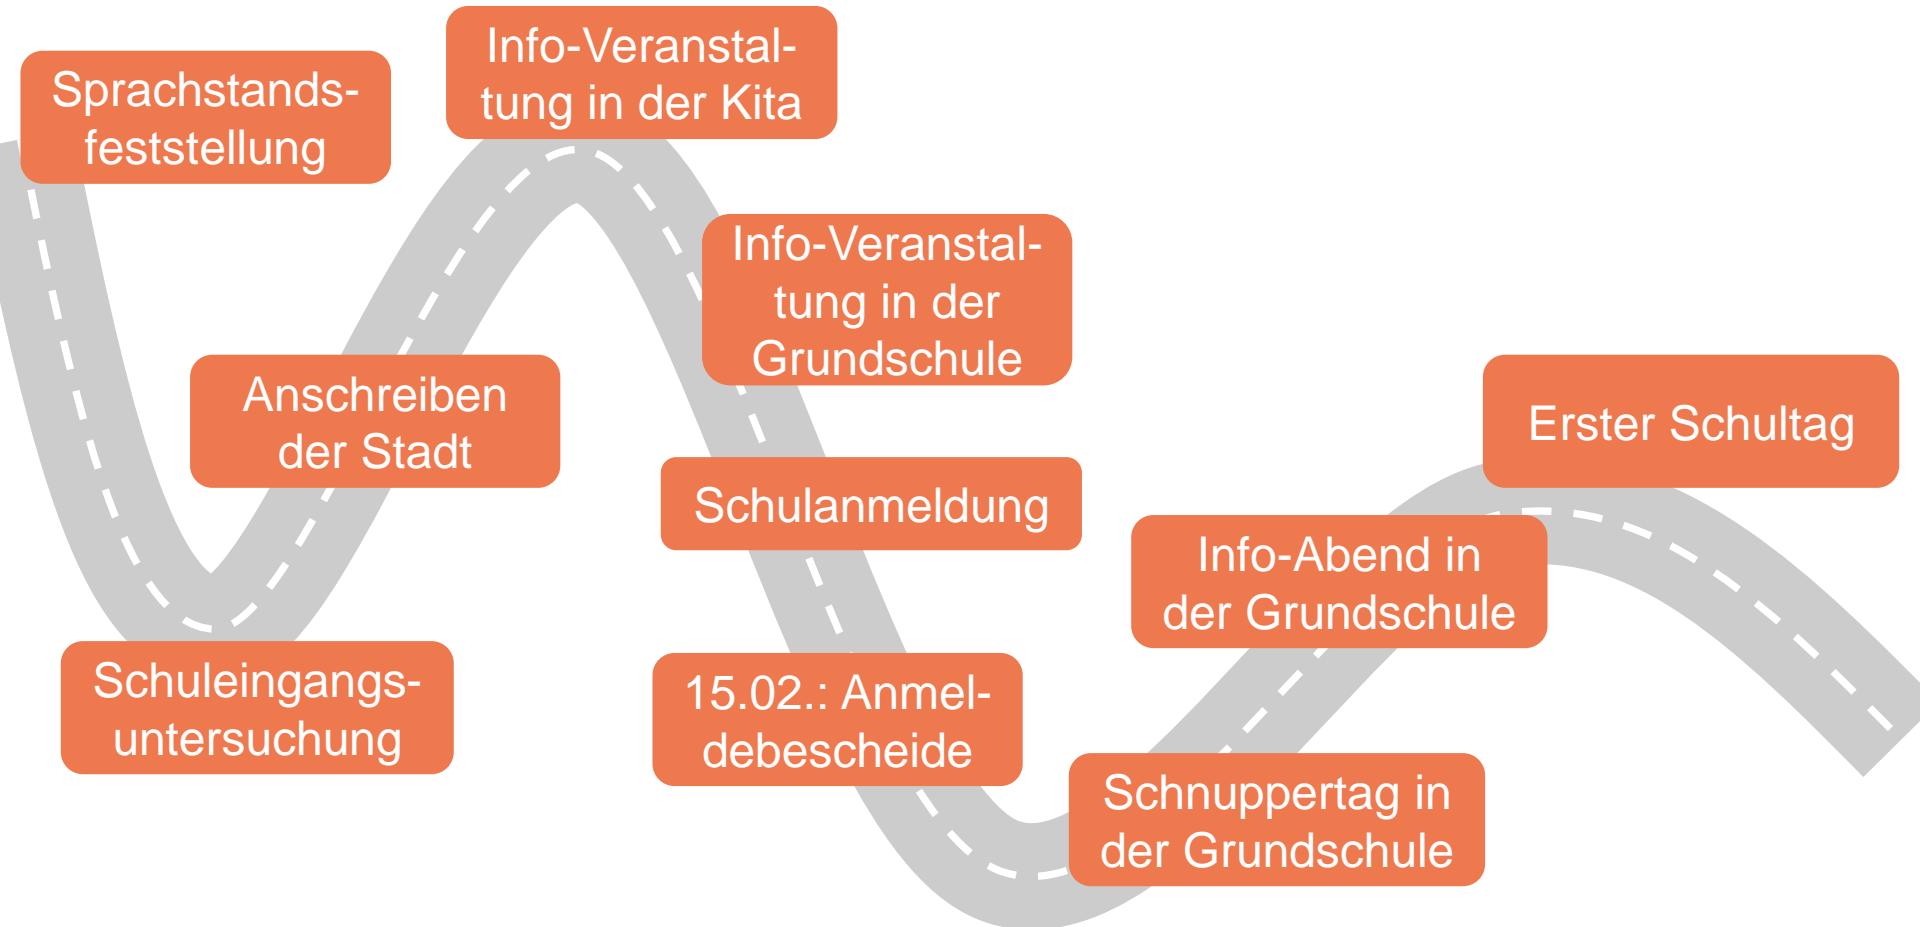 Sprachstands-
feststellung
Schuleingangs-
untersuchung
Anschreiben
der Stadt
Info-Veranstal-
tung in der Kita
Info-Veranstal-
tung in der
Grundschule
Schulanmeldung
15.02.: Anmel-
debescheide
Schnuppertag in
der Grundschule
Info-Abend in
der Grundschule
Erster Schultag